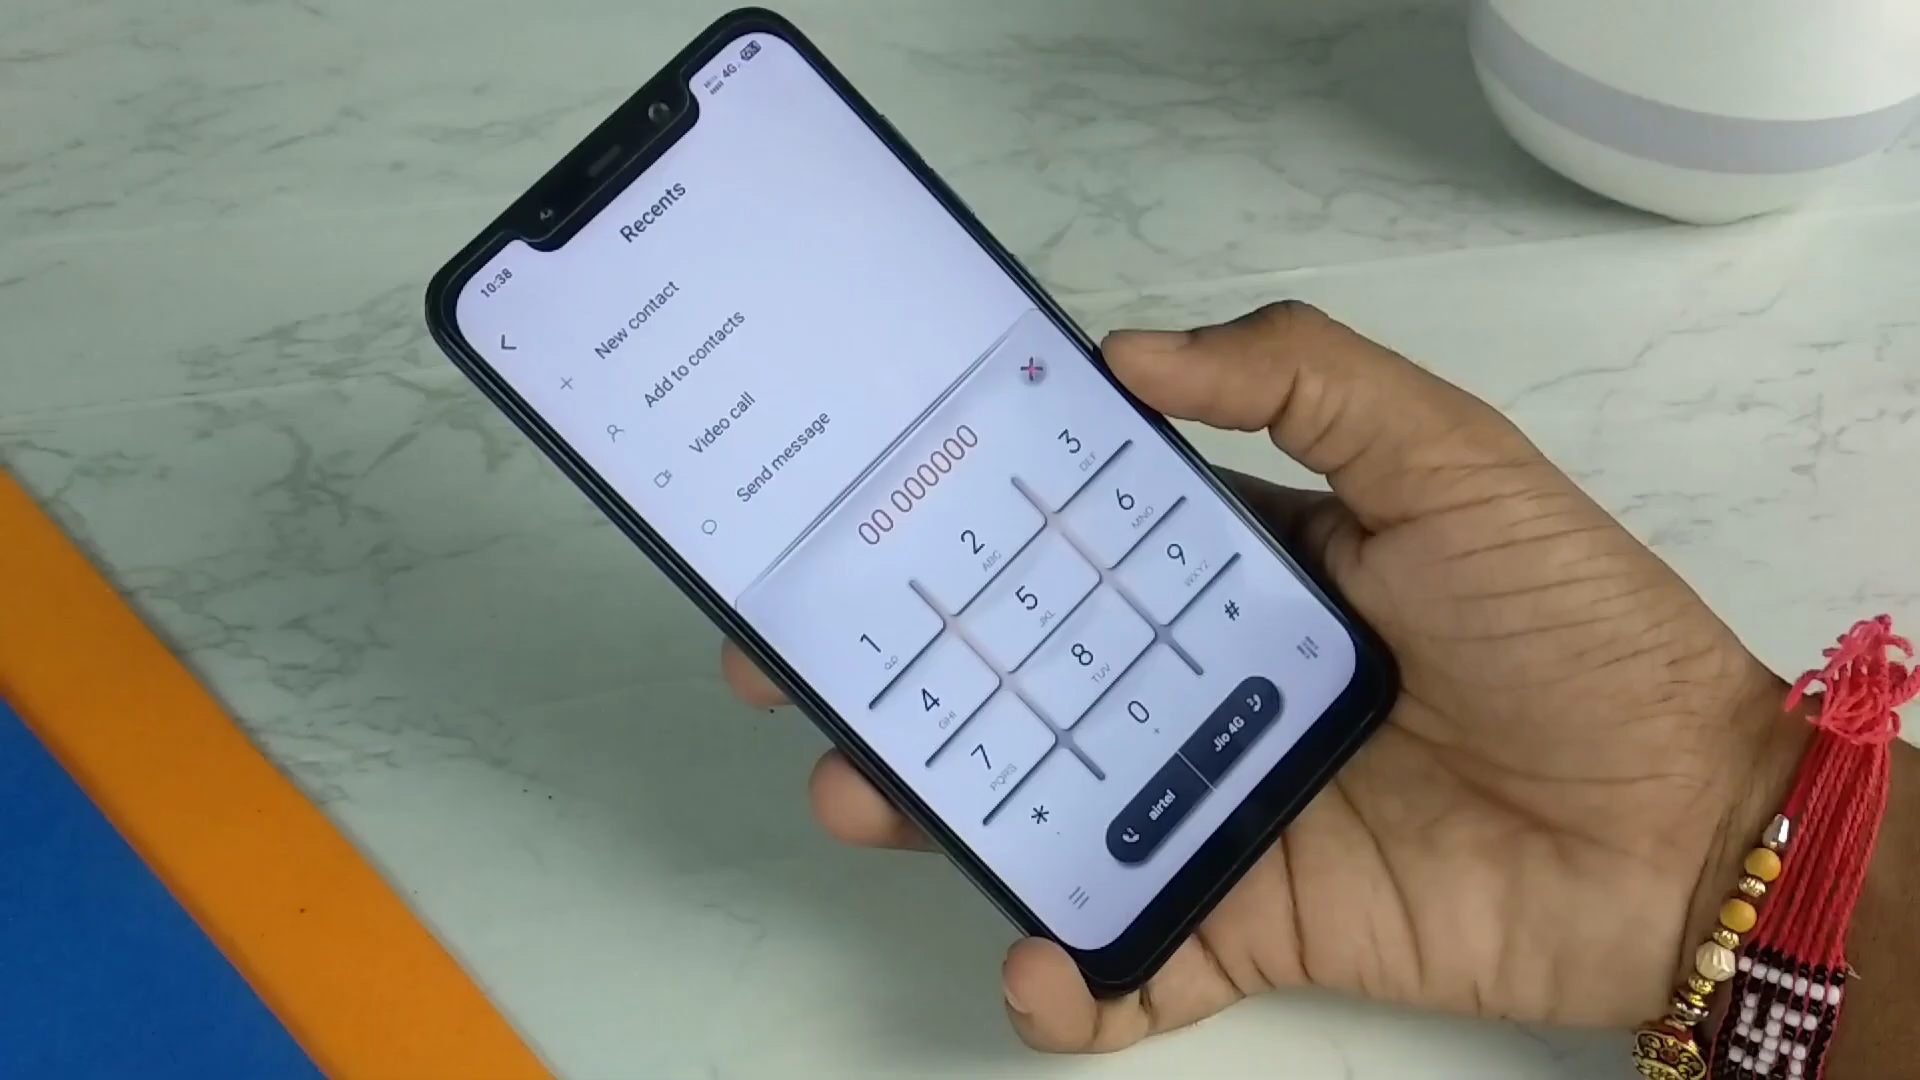 10:38
4G
Recents
New contact
Add to contacts
Video call
Send message
00 000000
1
2 ABC
3 DEF
4 GHI
5 JKL
6 MNO
7 PQRS
8 TUV
9 WXYZ
*
0 +
#
airtel
Jio 4G